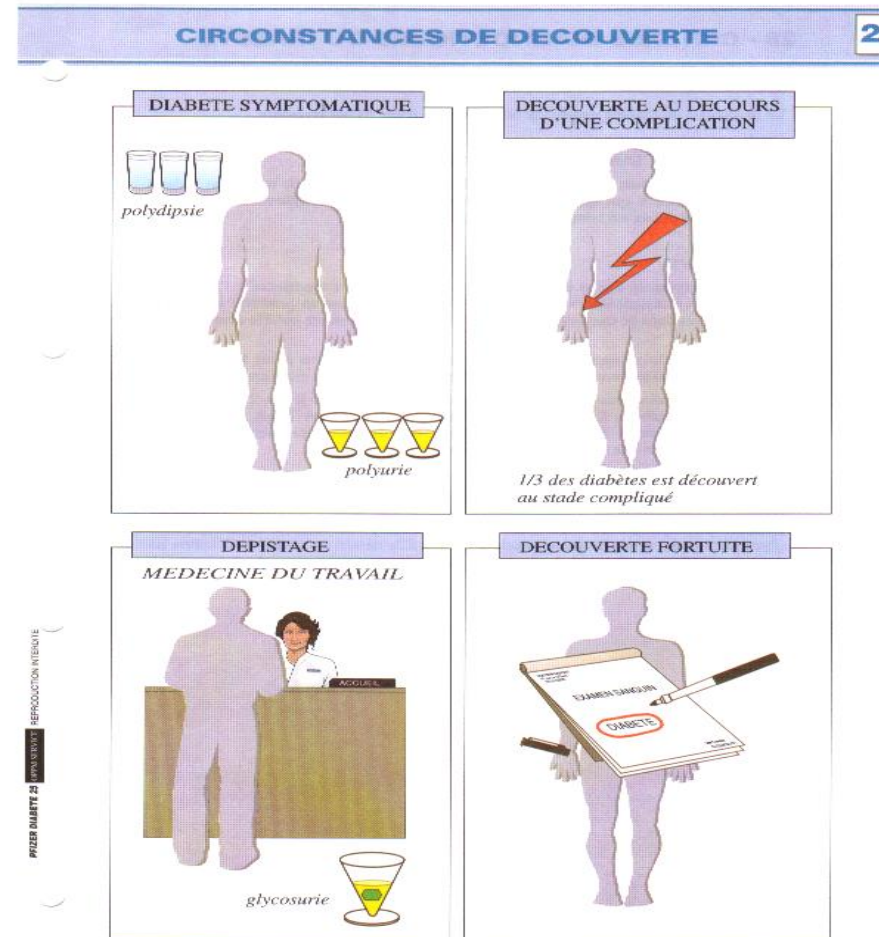 CIRCONSTANCES DE DECOUVERTE
2
DIABETE SYMPTOMATIQUE
polydipsie
polyurie
DECOUVERTE AU DECOURS
D'UNE COMPLICATION
1/3 des diabètes est découvert
au stade compliqué
DEPISTAGE
MEDECINE DU TRAVAIL
ACCUEIL
glycosurie
DECOUVERTE FORTUITE
EXAMEN SANGUIN
DIABETE
PFIZER DIABETE 25 OPPM SERVICE REPRODUCTION INTERDITE